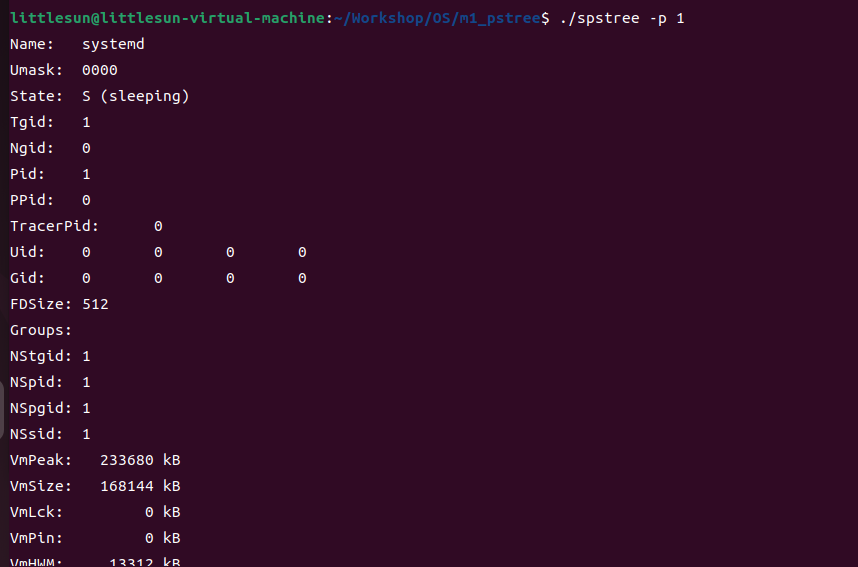 littlesun@littlesun-virtual-machine:~/Workshop/OS/m1_pstree$ ./spstree -p 1
Name:   systemd
Umask:  0000
State:  S (sleeping)
Tgid:   1
Ngid:   0
Pid:    1
PPid:   0
TracerPid:      0
Uid:    0       0       0       0
Gid:    0       0       0       0
FDSize: 512
Groups:
NStgid: 1
NSpid:  1
NSpgid: 1
NSsid:  1
VmPeak:   233680 kB
VmSize:   168144 kB
VmLck:         0 kB
VmPin:         0 kB
VmHWM:     13312 kB